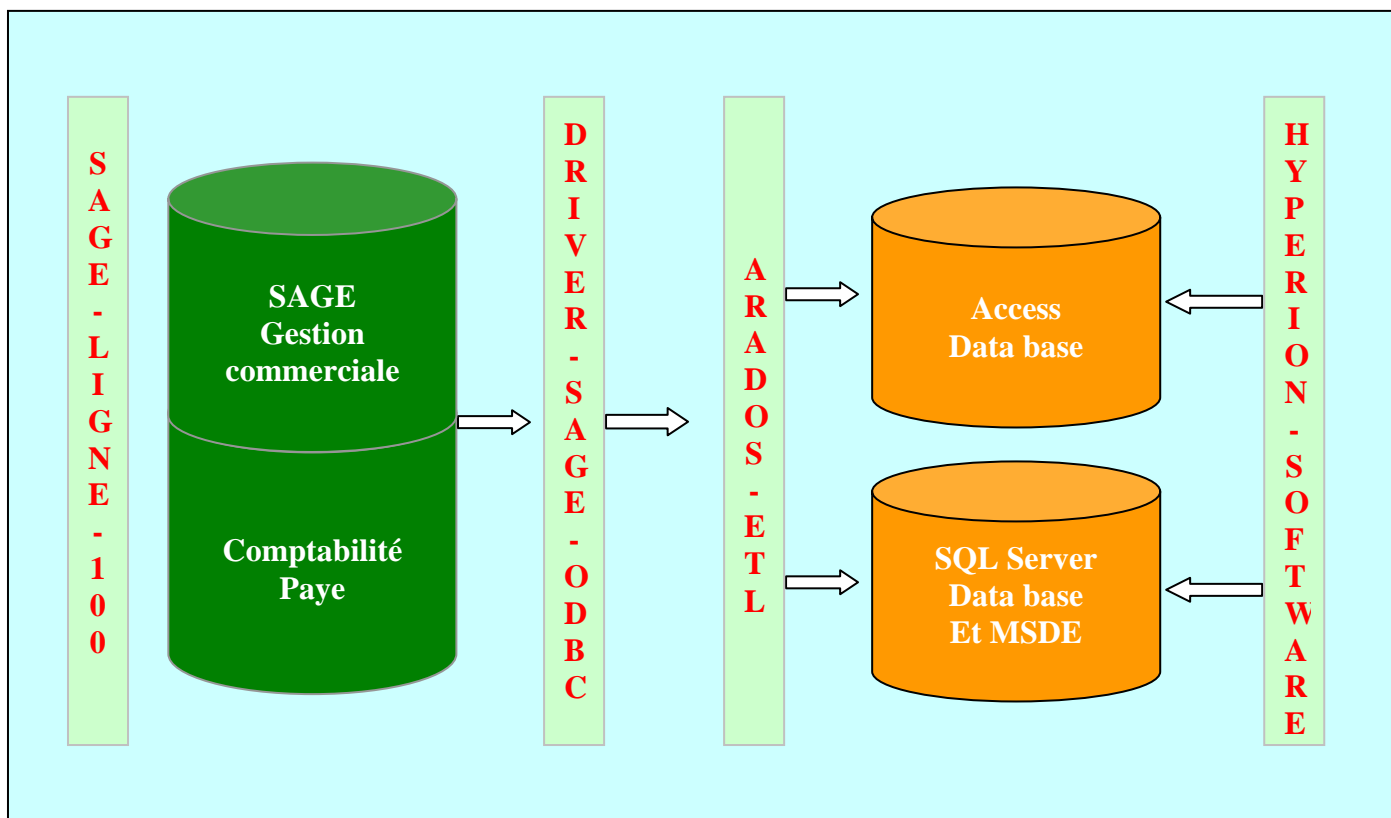 SAGE-LIGNE-100
SAGE
Gestion
commerciale
Comptabilité
Paye
DRIVER-SAGE-ODBC
ARADOS-ETL
Access
Data base
SQL Server
Data base
Et MSDE
HYPERION-SOFTWARE